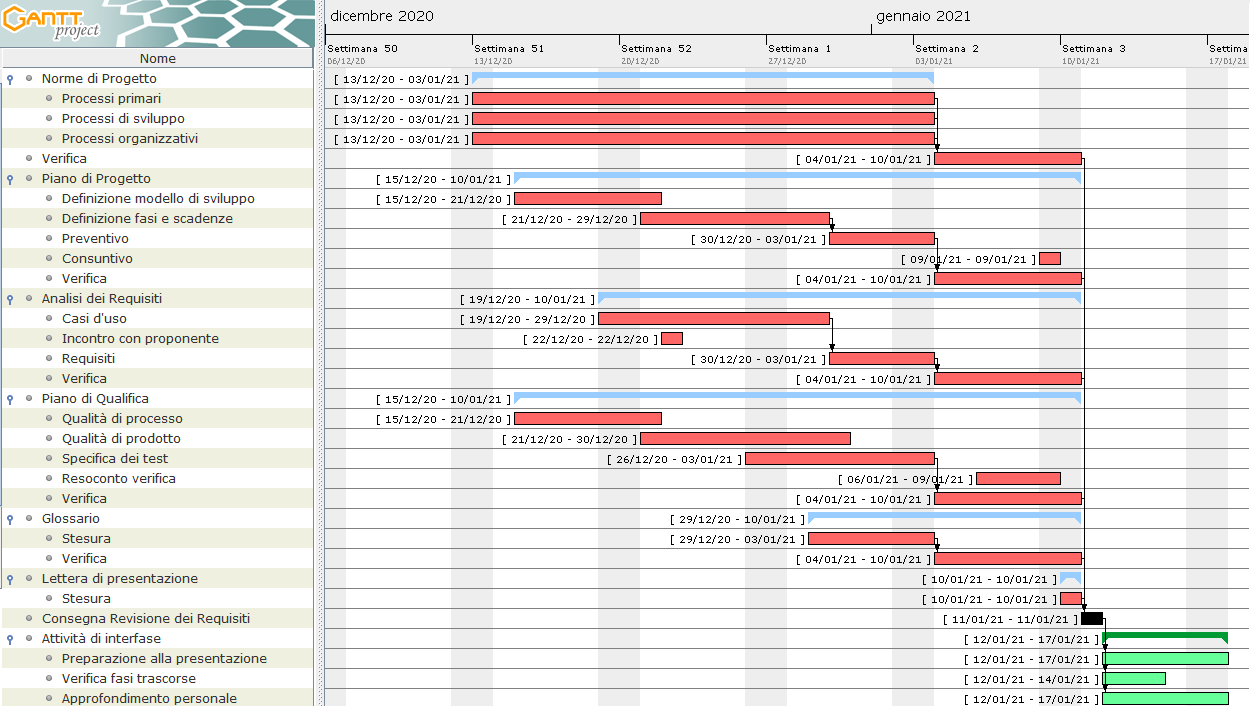 GANTT
project
dicembre 2020
gennaio 2021
Settimana 50
Settimana 51
Settimana 52
Settimana 1
Settimana 2
Settimana 3
Settima
Nome
06/12/20
13/12/20
20/12/20
27/12/20
03/01/21
10/01/21
17/01/21
Norme di Progetto [ 13/12/20 - 03/01/21 ]
Processi primari [ 13/12/20 - 03/01/21 ]
Processi di sviluppo [ 13/12/20 - 03/01/21 ]
Processi organizzativi [ 13/12/20 - 03/01/21 ]
Verifica [ 04/01/21 - 10/01/21 ]
Piano di Progetto [ 15/12/20 - 10/01/21 ]
Definizione modello di sviluppo [ 15/12/20 - 21/12/20 ]
Definizione fasi e scadenze [ 21/12/20 - 29/12/20 ]
Preventivo [ 30/12/20 - 03/01/21 ]
Consuntivo [ 09/01/21 - 09/01/21 ]
Verifica [ 04/01/21 - 10/01/21 ]
Analisi dei Requisiti [ 19/12/20 - 10/01/21 ]
Casi d'uso [ 19/12/20 - 29/12/20 ]
Incontro con proponente [ 22/12/20 - 22/12/20 ]
Requisiti [ 30/12/20 - 03/01/21 ]
Verifica [ 04/01/21 - 10/01/21 ]
Piano di Qualifica [ 15/12/20 - 10/01/21 ]
Qualità di processo [ 15/12/20 - 21/12/20 ]
Qualità di prodotto [ 21/12/20 - 30/12/20 ]
Specifica dei test [ 26/12/20 - 03/01/21 ]
Resoconto verifica [ 06/01/21 - 09/01/21 ]
Verifica [ 04/01/21 - 10/01/21 ]
Glossario [ 29/12/20 - 10/01/21 ]
Stesura [ 29/12/20 - 03/01/21 ]
Verifica [ 04/01/21 - 10/01/21 ]
Lettera di presentazione [ 10/01/21 - 10/01/21 ]
Stesura [ 10/01/21 - 10/01/21 ]
Consegna Revisione dei Requisiti [ 11/01/21 - 11/01/21 ]
Attività di interfase [ 12/01/21 - 17/01/21 ]
Preparazione alla presentazione [ 12/01/21 - 17/01/21 ]
Verifica fasi trascorse [ 12/01/21 - 14/01/21 ]
Approfondimento personale [ 12/01/21 - 17/01/21 ]